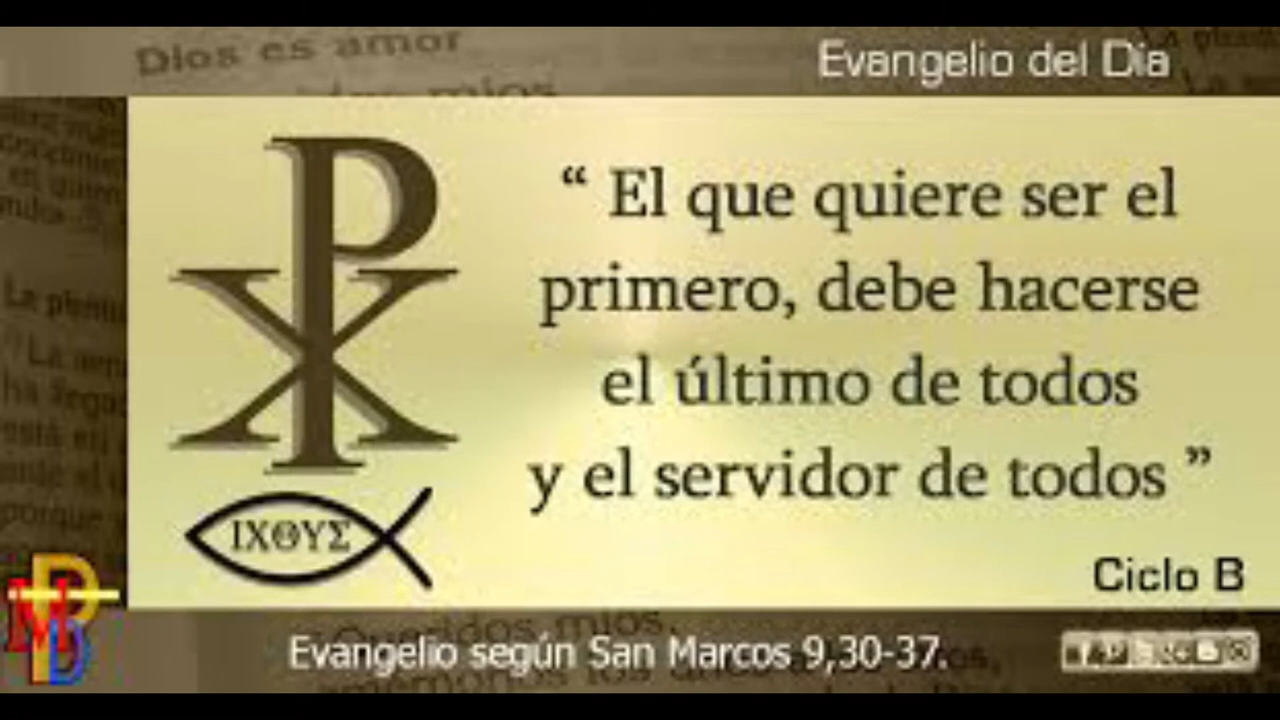 Dios es amor
Evangelio del Día
“ El que quiere ser el
primero, debe hacerse
el último de todos
y el servidor de todos ”
ΙΧΘΥΣ
Ciclo B
Evangelio según San Marcos 9,30-37.